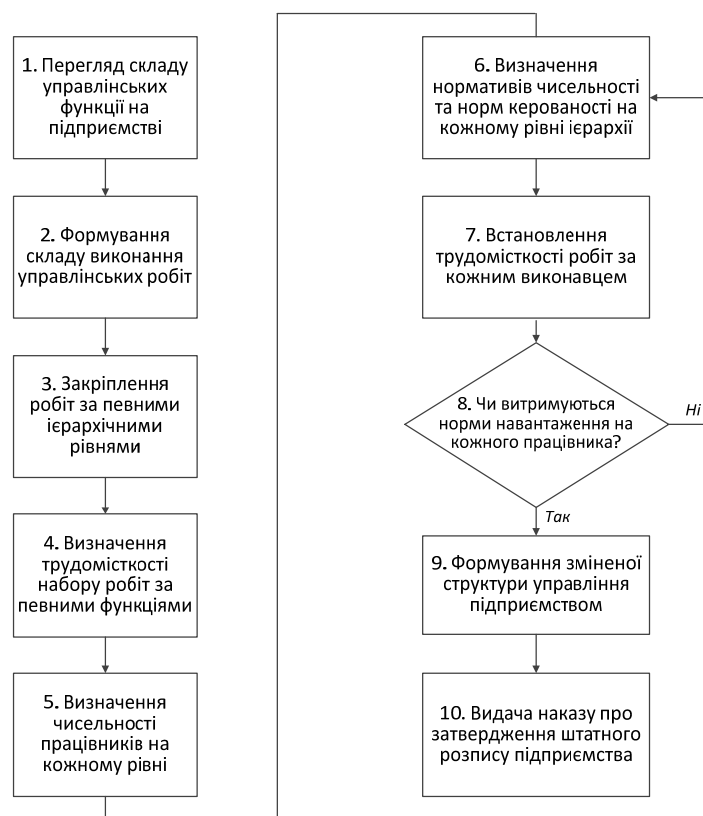 1. Перегляд складу
управлінських
функції на
підприємстві
2. Формування
складу виконання
управлінських робіт
3. Закріплення
робіт за певними
ієрархічними
рівнями
4. Визначення
трудомісткості
набору робіт за
певними функціями
5. Визначення
чисельності
працівників на
кожному рівні
6. Визначення
нормативів чисельності
та норм керованості на
кожному рівні ієрархії
7. Встановлення
трудомісткості робіт за
кожним виконавцем
8. Чи витримуються
норми навантаження на
кожного працівника?
Ні
Так
9. Формування зміненої
структури управління
підприємством
10. Видача наказу про
затвердження штатного
розпису підприємства